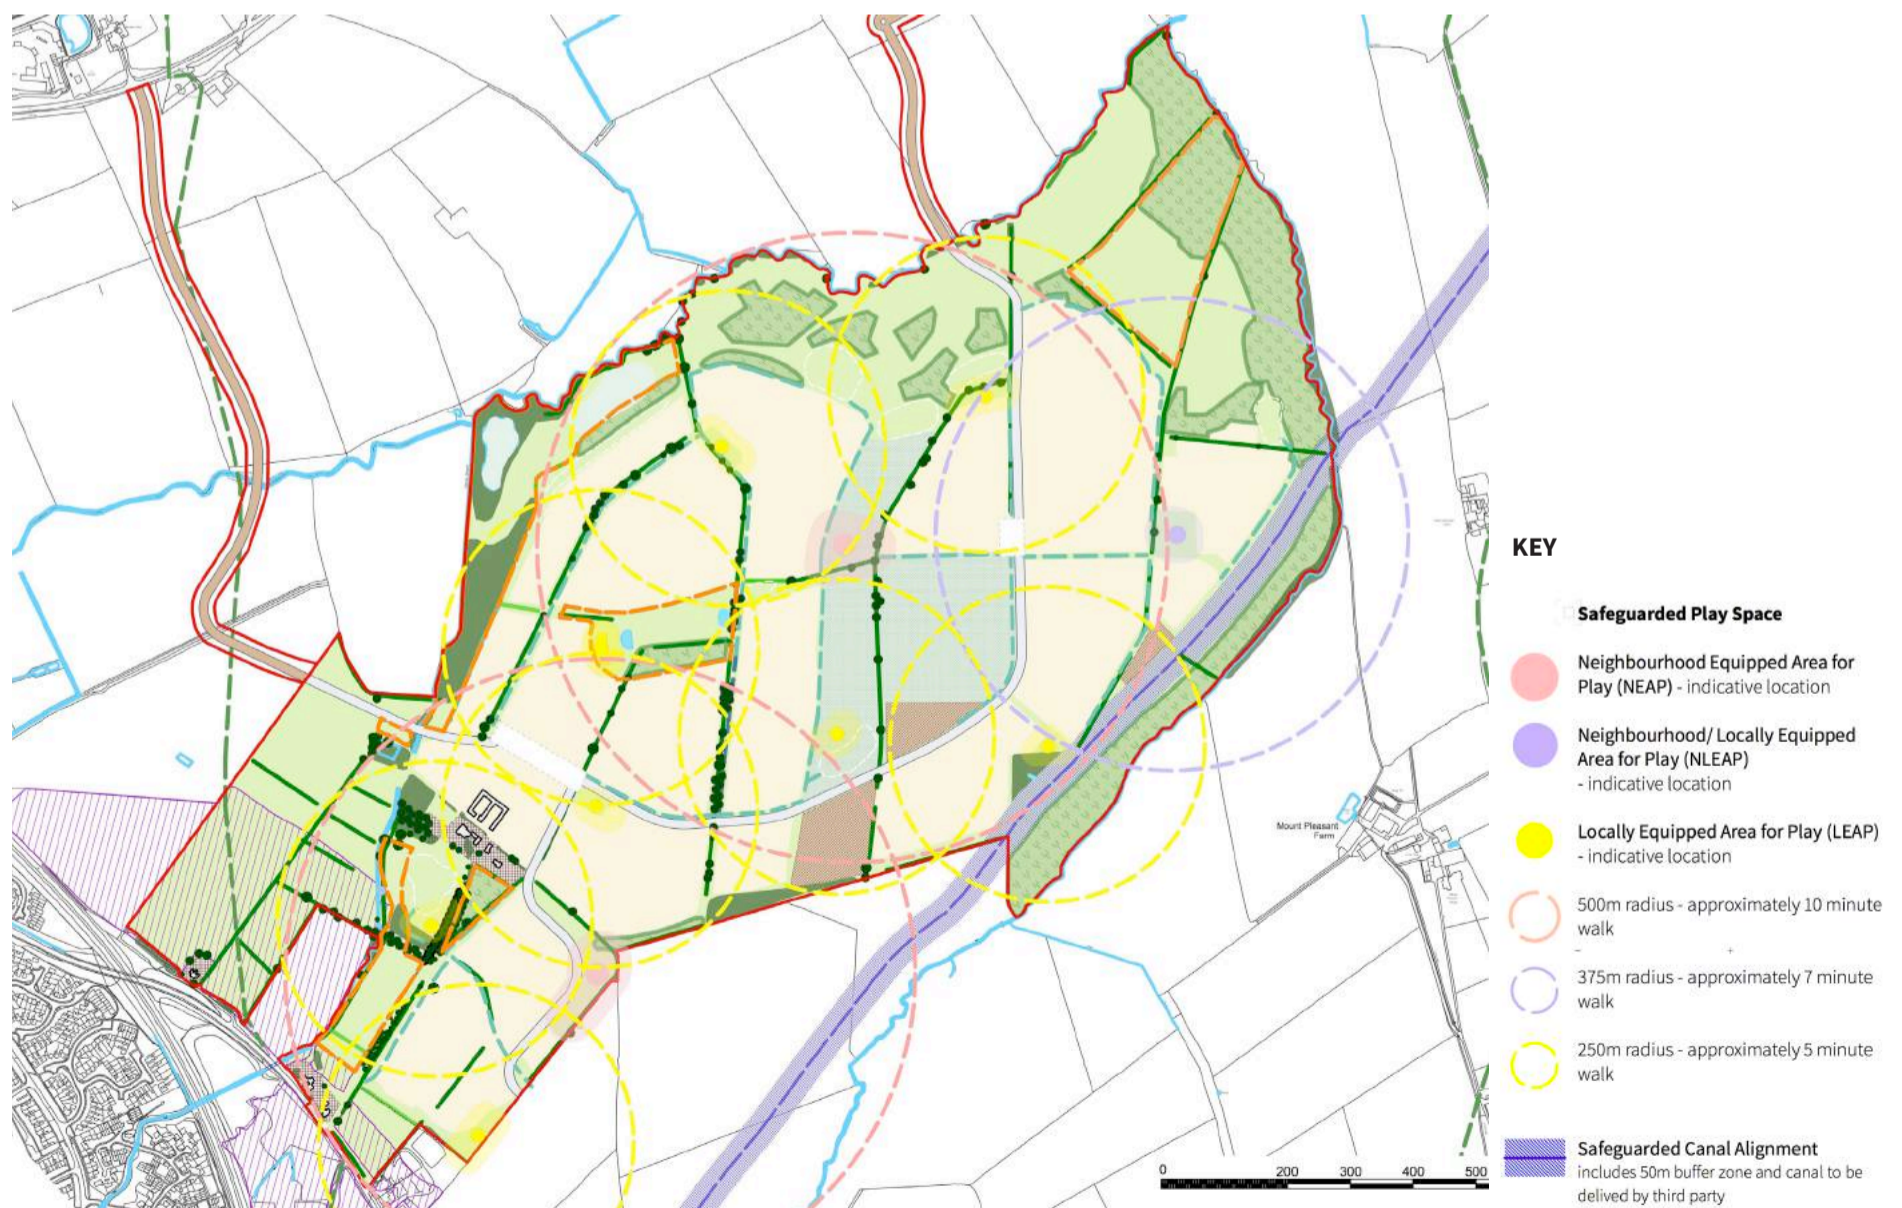 Mount Pleasant
Farm
0
200
300
400
500
KEY
Safeguarded Play Space
Neighbourhood Equipped Area for
Play (NEAP) - indicative location
Neighbourhood/ Locally Equipped
Area for Play (NLEAP)
- indicative location
Locally Equipped Area for Play (LEAP)
- indicative location
500m radius - approximately 10 minute
walk
375m radius - approximately 7 minute
walk
250m radius - approximately 5 minute
walk
Safeguarded Canal Alignment
includes 50m buffer zone and canal to be
delived by third party